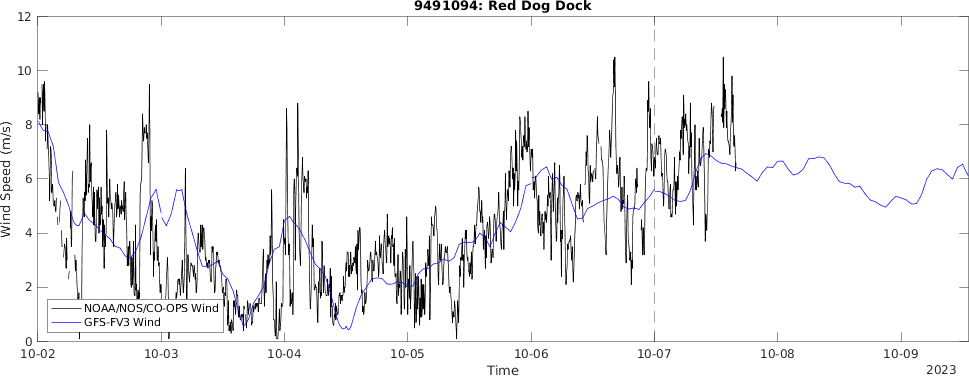 9491094: Red Dog Dock
Wind Speed (m/s)
12
10
8
6
4
2
0
NOAA/NOS/CO-OPS Wind
GFS-FV3 Wind
10-02 10-03 10-04 10-05 10-06 10-07 10-08 10-09
Time
2023